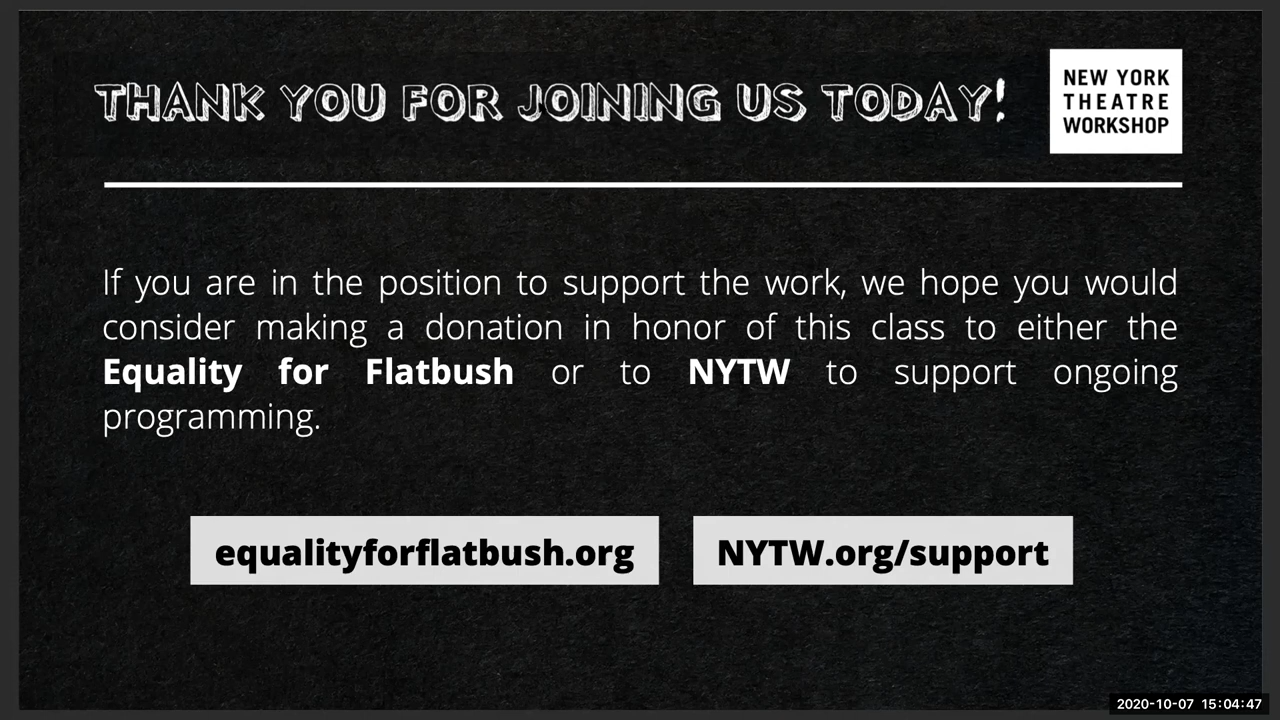 THANK YOU FOR JOINING US TODAY!
NEW YORK
THEATRE
WORKSHOP
If you are in the position to support the work, we hope you would
consider making a donation in honor of this class to either the
Equality for Flatbush or to NYTW to support ongoing
programming.
equalityforflatbush.org
NYTW.org/support
2020-10-07 15:04:47